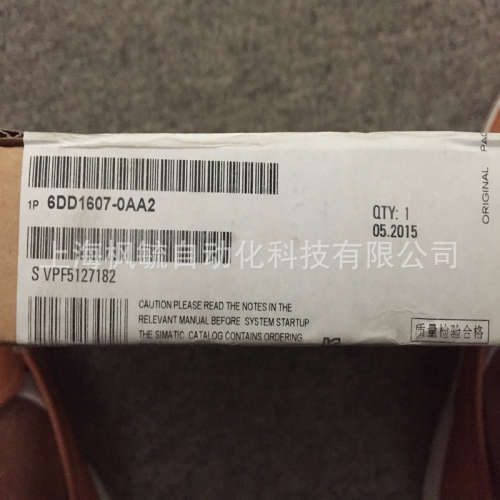 1P 6DD1607-0AA2
QTY: 1
05.2015
上海枫毓自动化科技有限公司
S VPF5127182
CAUTION PLEASE READ THE NOTES IN THE
RELEVANT MANUAL BEFORE SYSTEM STARTUP
THE SIMATIC CATALOG CONTAINS ORDERING
质量检验合格
ORIGINAL